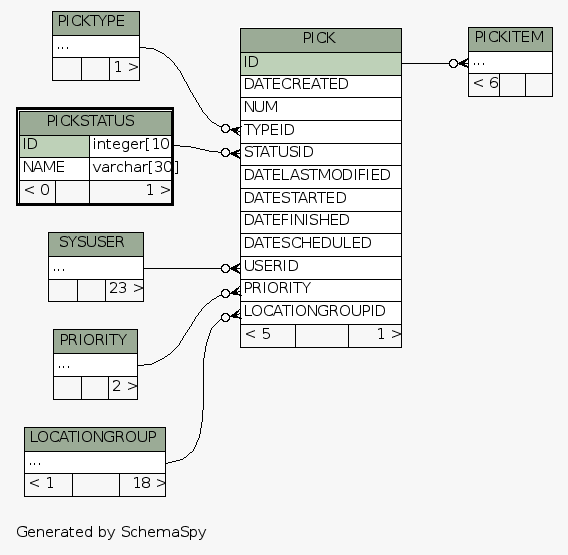 PICKTYPE
...
1 >
PICKSTATUS
ID integer[10
NAME varchar[30]
< 0 1 >
SYSUSER
...
23 >
PRIORITY
...
2 >
LOCATIONGROUP
...
< 1 18 >
PICK
ID
DATECREATED
NUM
TYPEID
STATUSID
DATELASTMODIFIED
DATESTARTED
DATEFINISHED
DATESCHEDULED
USERID
PRIORITY
LOCATIONGROUPID
< 5 1 >
PICKITEM
...
< 6
Generated by SchemaSpy